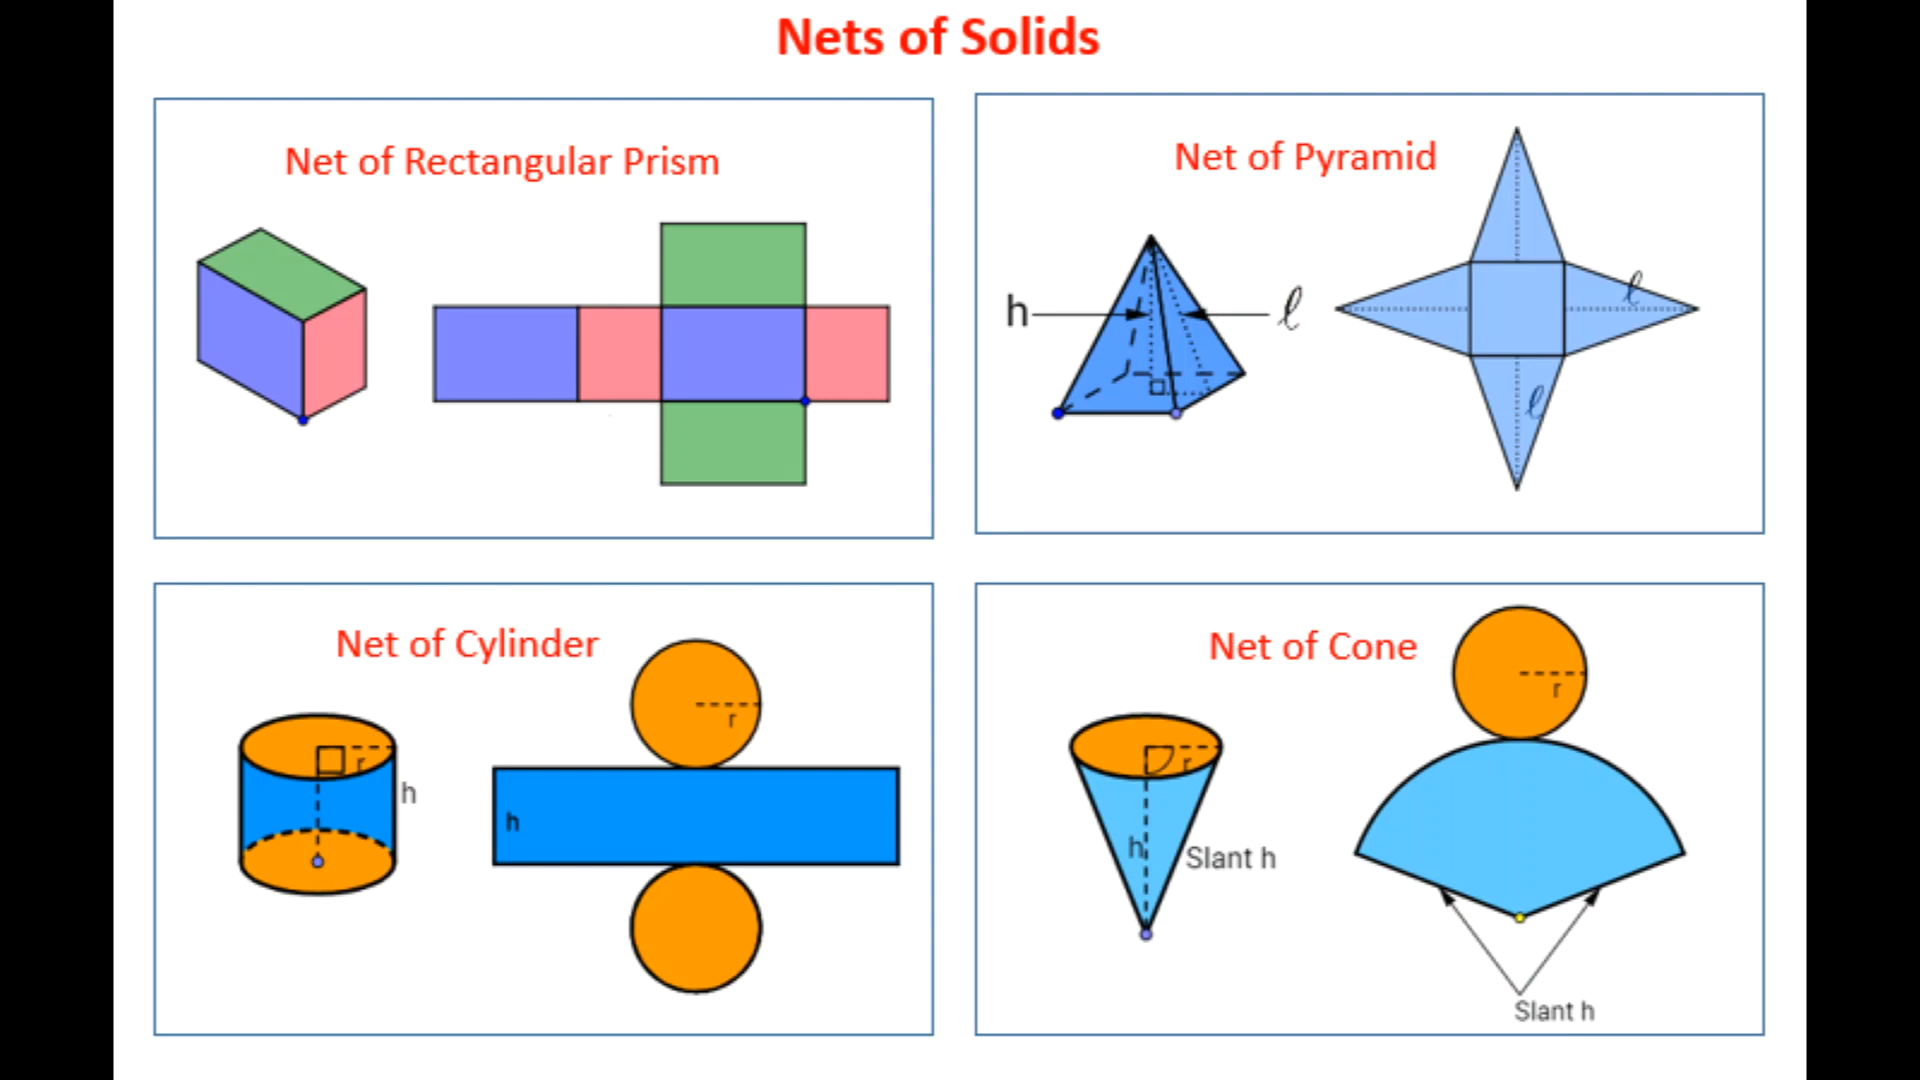 Nets of Solids
Net of Rectangular Prism
Net of Pyramid
h
ℓ
ℓ
ℓ
Net of Cylinder
r
r
h
h
Net of Cone
r
r
h
Slant h
Slant h